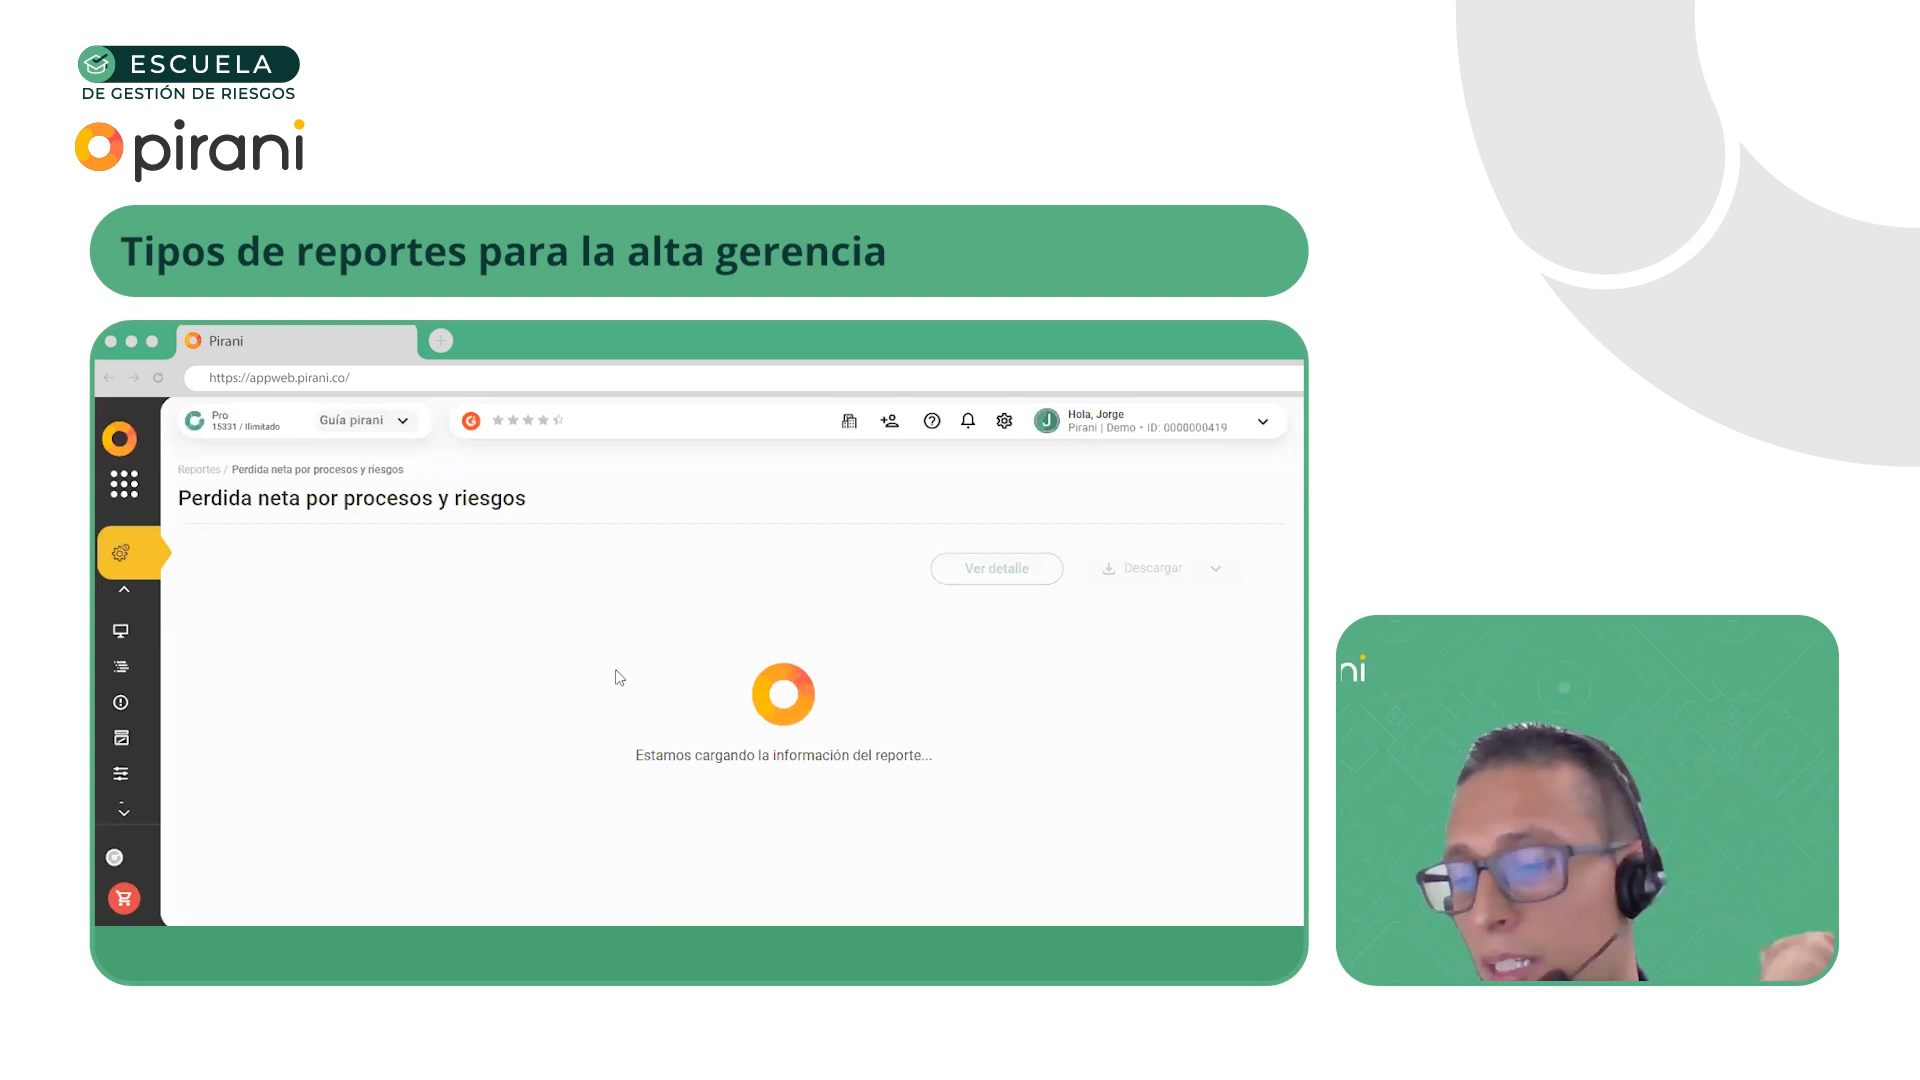 ESCUELA
DE GESTIÓN DE RIESGOS
pirani
Tipos de reportes para la alta gerencia
Pirani
https://appweb.pirani.co/
Pro
15331 / Ilimitado
Guía pirani
Hola, Jorge
Pirani | Demo • ID: 0000000419
J
Reportes / Perdida neta por procesos y riesgos
Perdida neta por procesos y riesgos
Ver detalle
Descargar
Estamos cargando la información del reporte...
ni